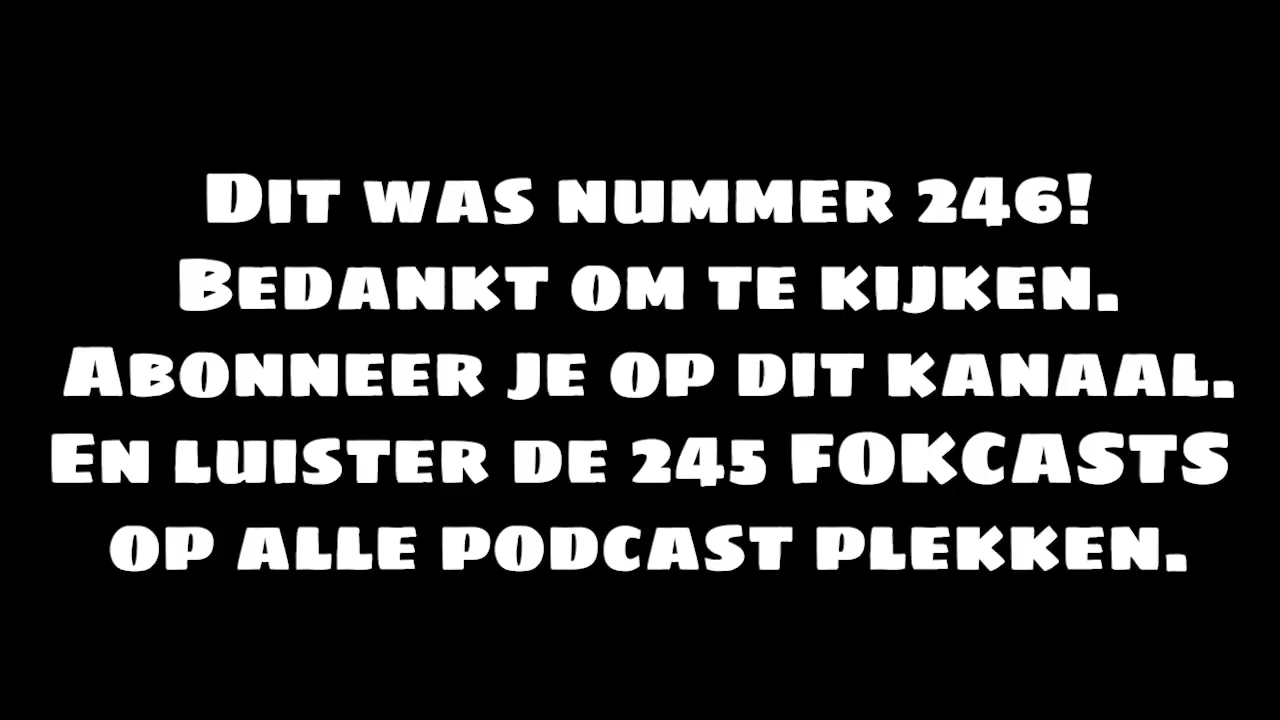 Dit was nummer 246!
Bedankt om te kijken.
Abonneer je op dit kanaal.
En luister de 245 FOKCASTS
op alle podcast plekken.